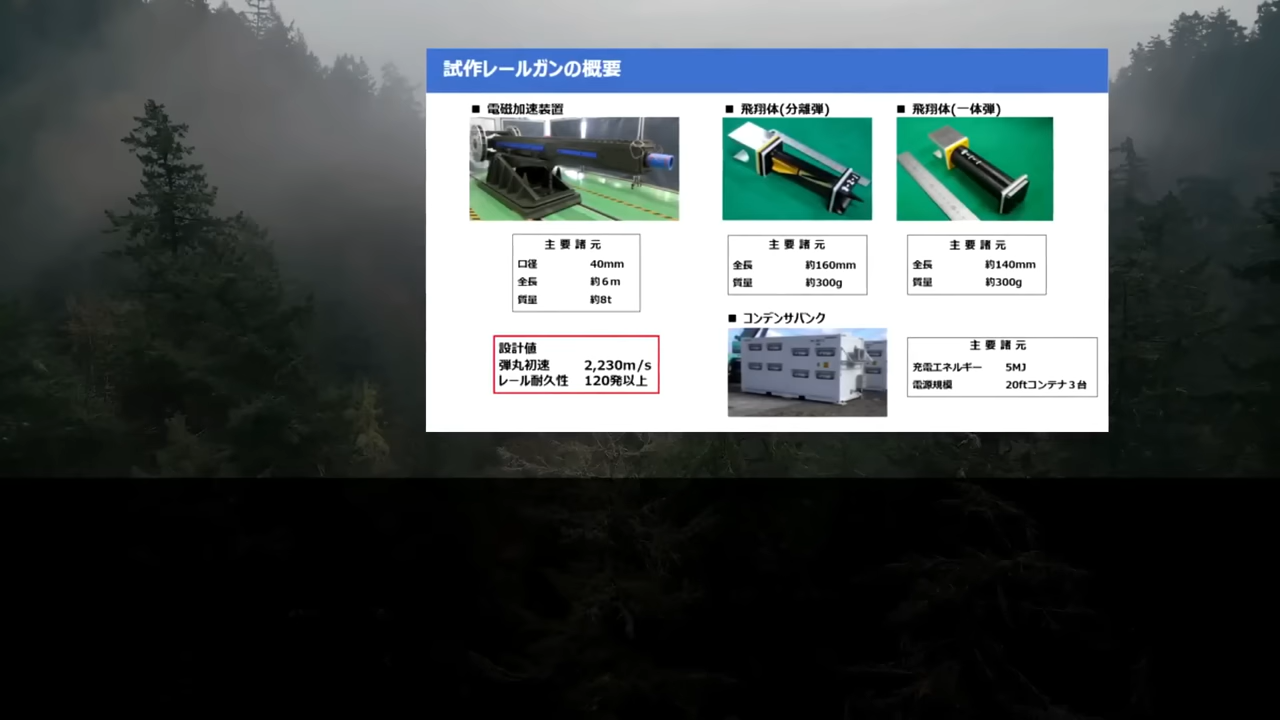 試作レールガンの概要
■ 電磁加速装置
主要諸元
口径 40mm
全長 約6m
質量 約8t
設計値
弾丸初速 2,230m/s
レール耐久性 120発以上
■ 飛翔体(分離弾)
主要諸元
全長 約160mm
質量 約300g
■ 飛翔体(一体弾)
主要諸元
全長 約140mm
質量 約300g
■ コンデンサバンク
主要諸元
充電エネルギー 5MJ
電源規模 20ftコンテナ3台